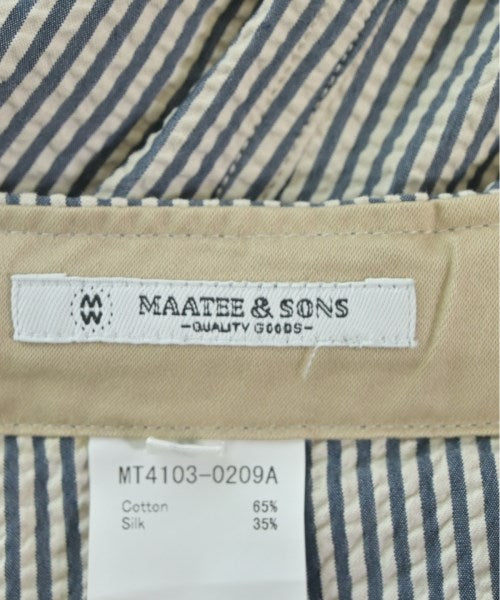 MW
MAATEE & SONS
-QUALITY GOODS-
MT4103-0209A
Cotton 65%
Silk 35%